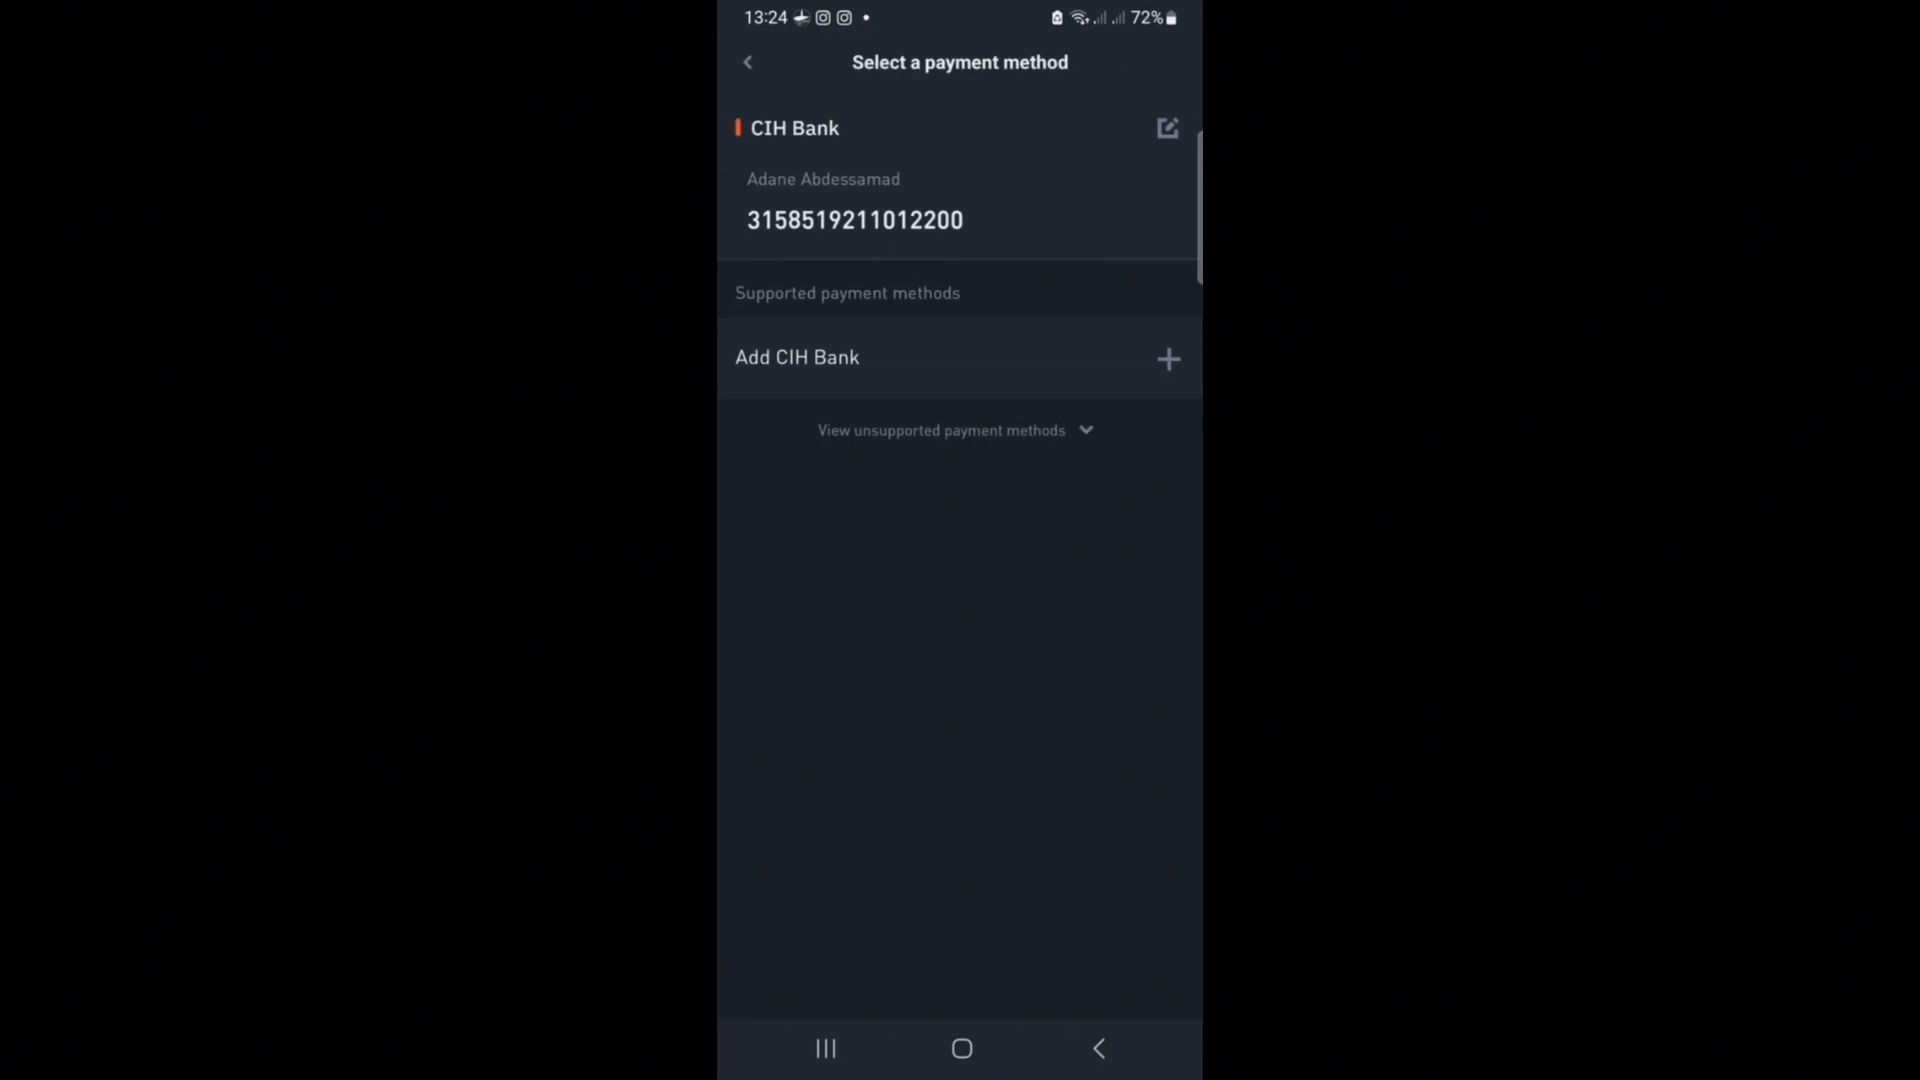 13:24 72%
Select a payment method
CIH Bank
Adane Abdessamad
3158519211012200
Supported payment methods
Add CIH Bank
View unsupported payment methods